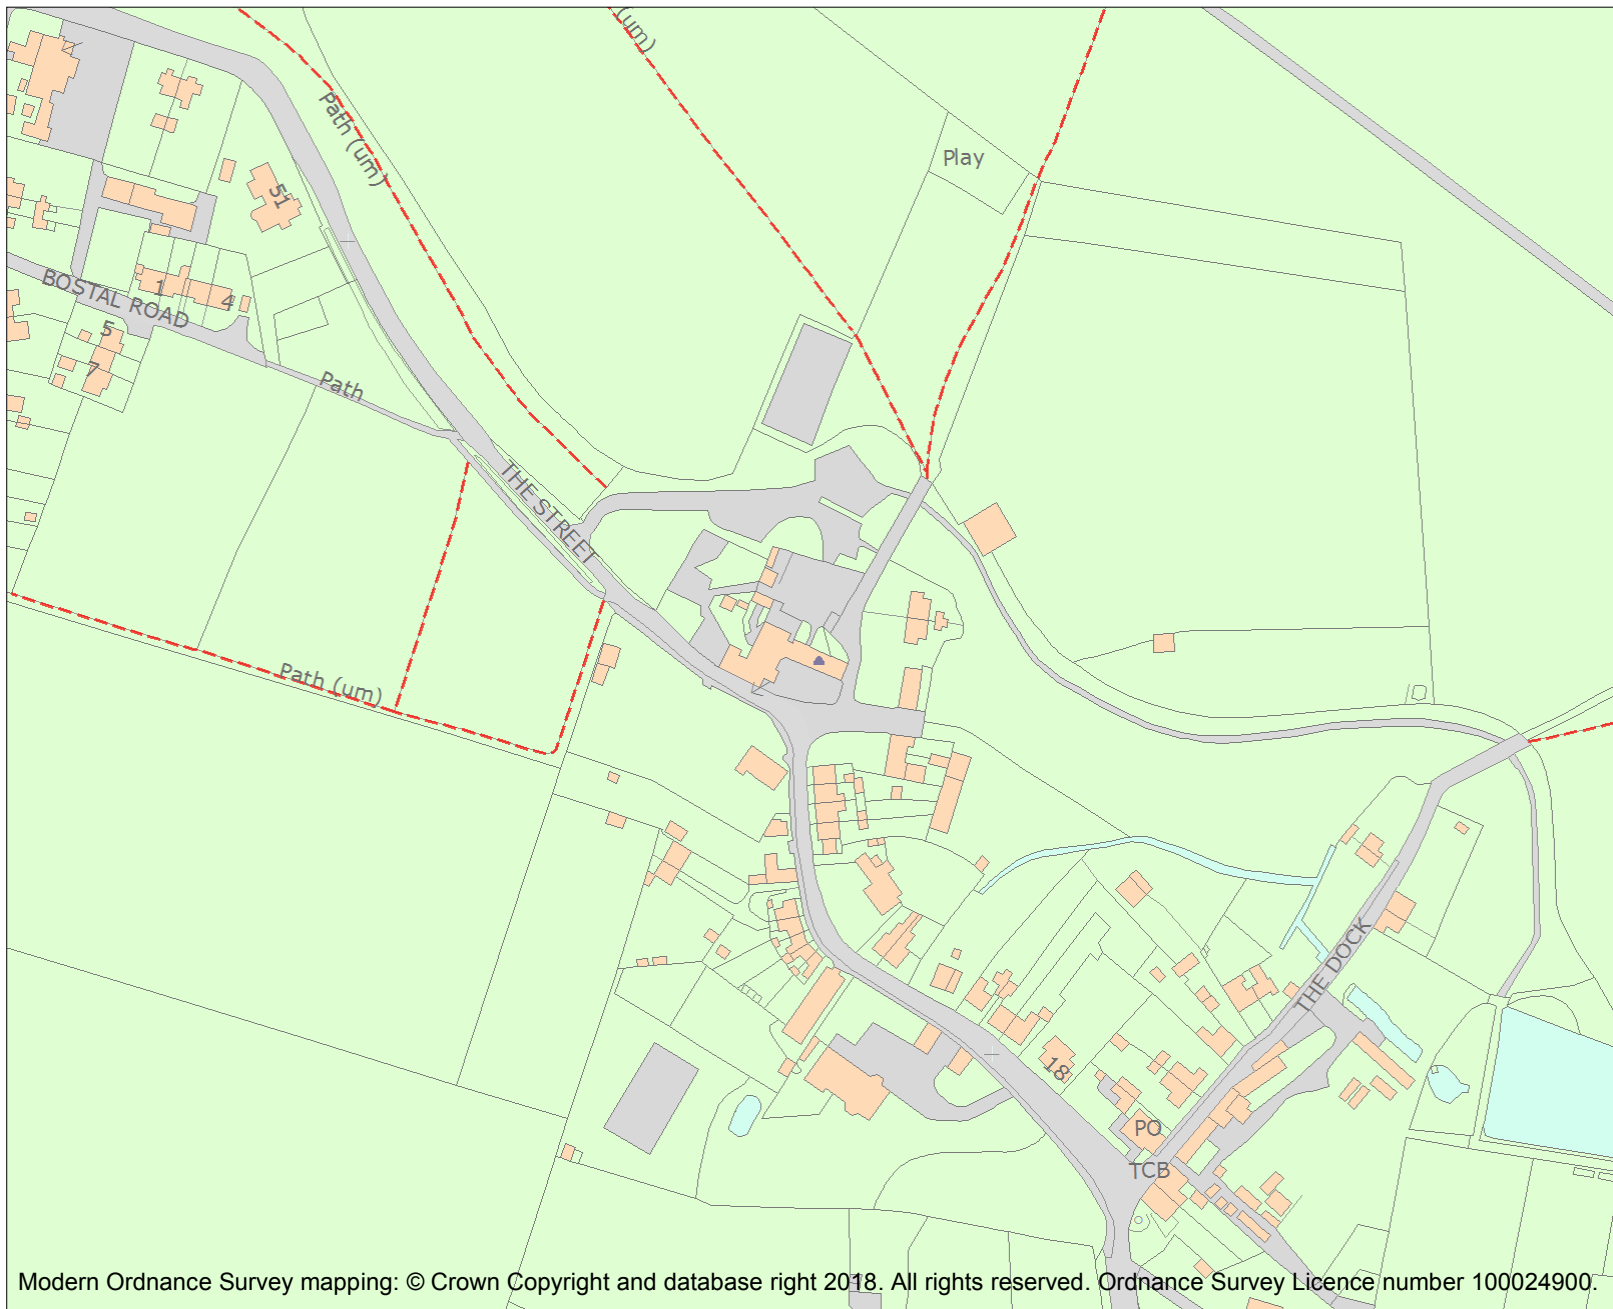 (um)
Path (um)
Play
51
BOSTAL ROAD
1
4
5
7
Path
THE STREET
Path (um)
THE DOCK
18
PO
TCB
Modern Ordnance Survey mapping: © Crown Copyright and database right 2018. All rights reserved. Ordnance Survey Licence number 100024900.